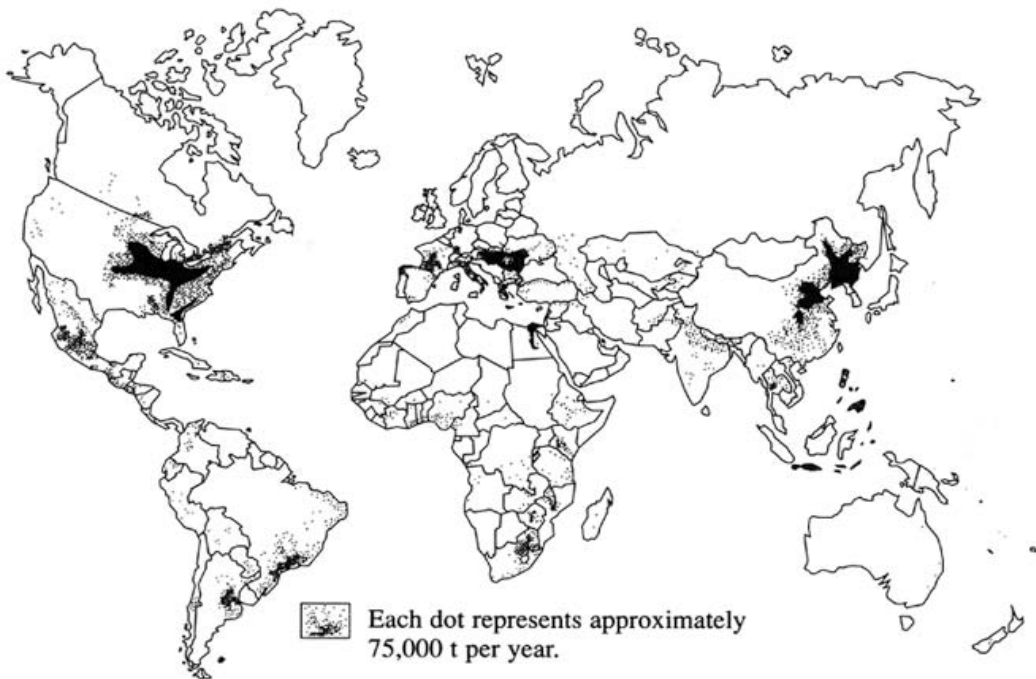 Each dot represents approximately
75,000 t per year.